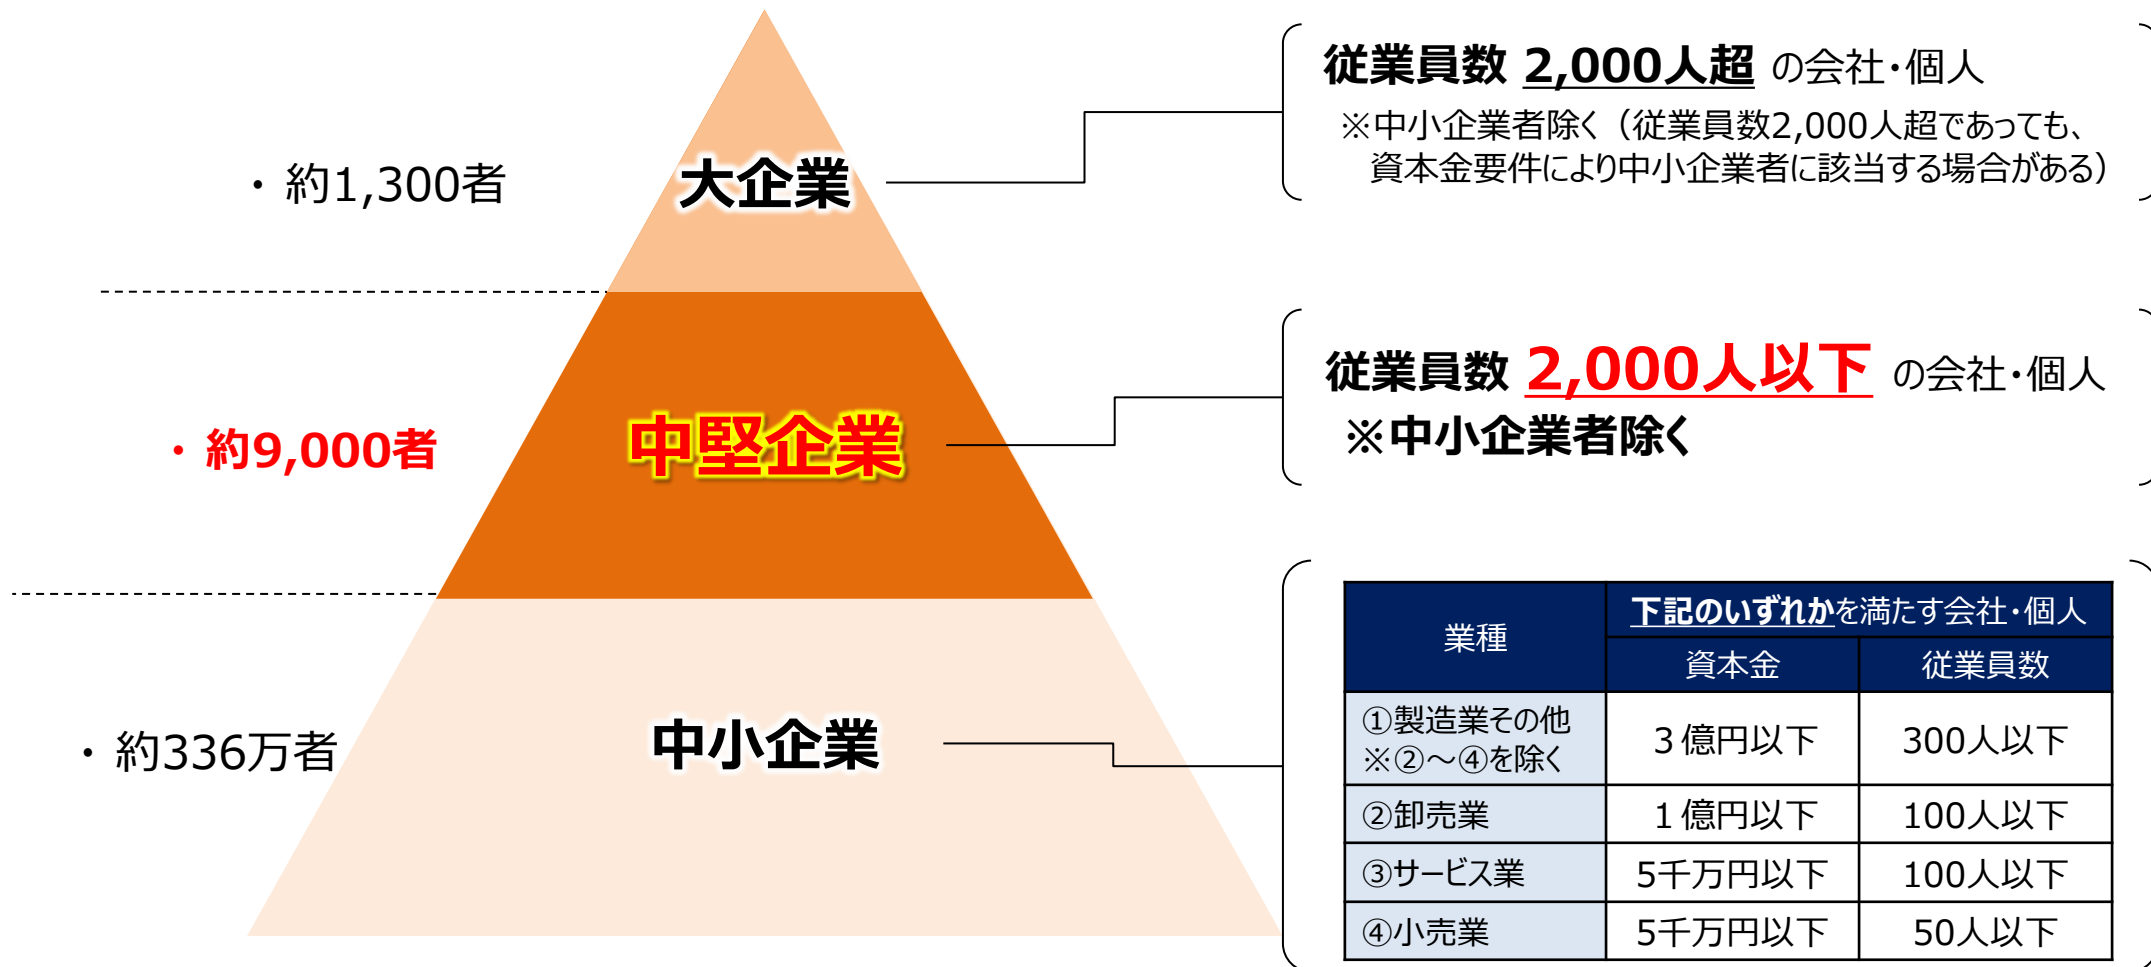 ・ 約1,300者
大企業
従業員数 2,000人超 の会社・個人
※中小企業者除く（従業員数2,000人超であっても、
資本金要件により中小企業者に該当する場合がある）
・ 約9,000者
中堅企業
従業員数 2,000人以下 の会社・個人
※中小企業者除く
・ 約336万者
中小企業
業種
下記のいずれかを満たす会社・個人
資本金 従業員数
①製造業その他
※②～④を除く
３億円以下 300人以下
②卸売業 １億円以下 100人以下
③サービス業 5千万円以下 100人以下
④小売業 5千万円以下 50人以下